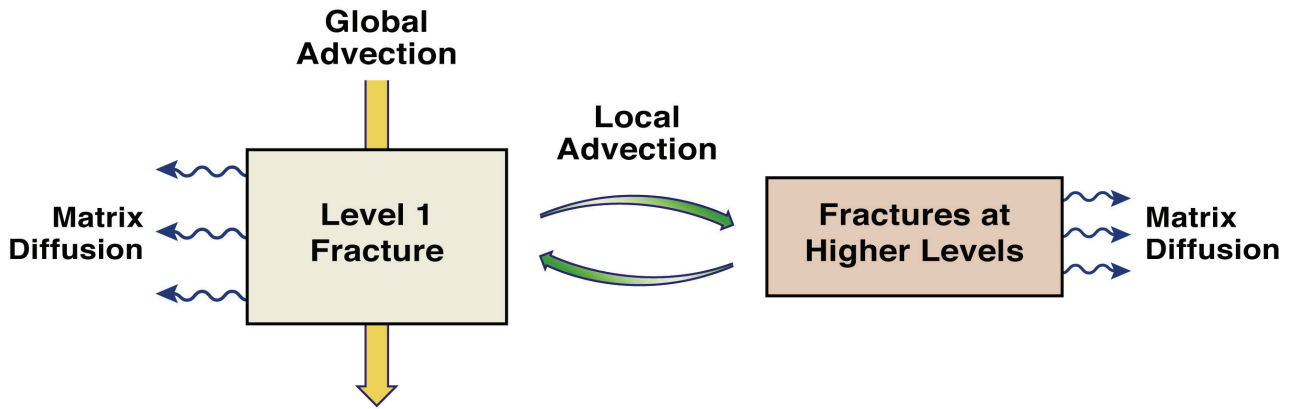 Global
Advection
Local
Advection
Matrix
Diffusion
Level 1
Fracture
Fractures at
Higher Levels
Matrix
Diffusion